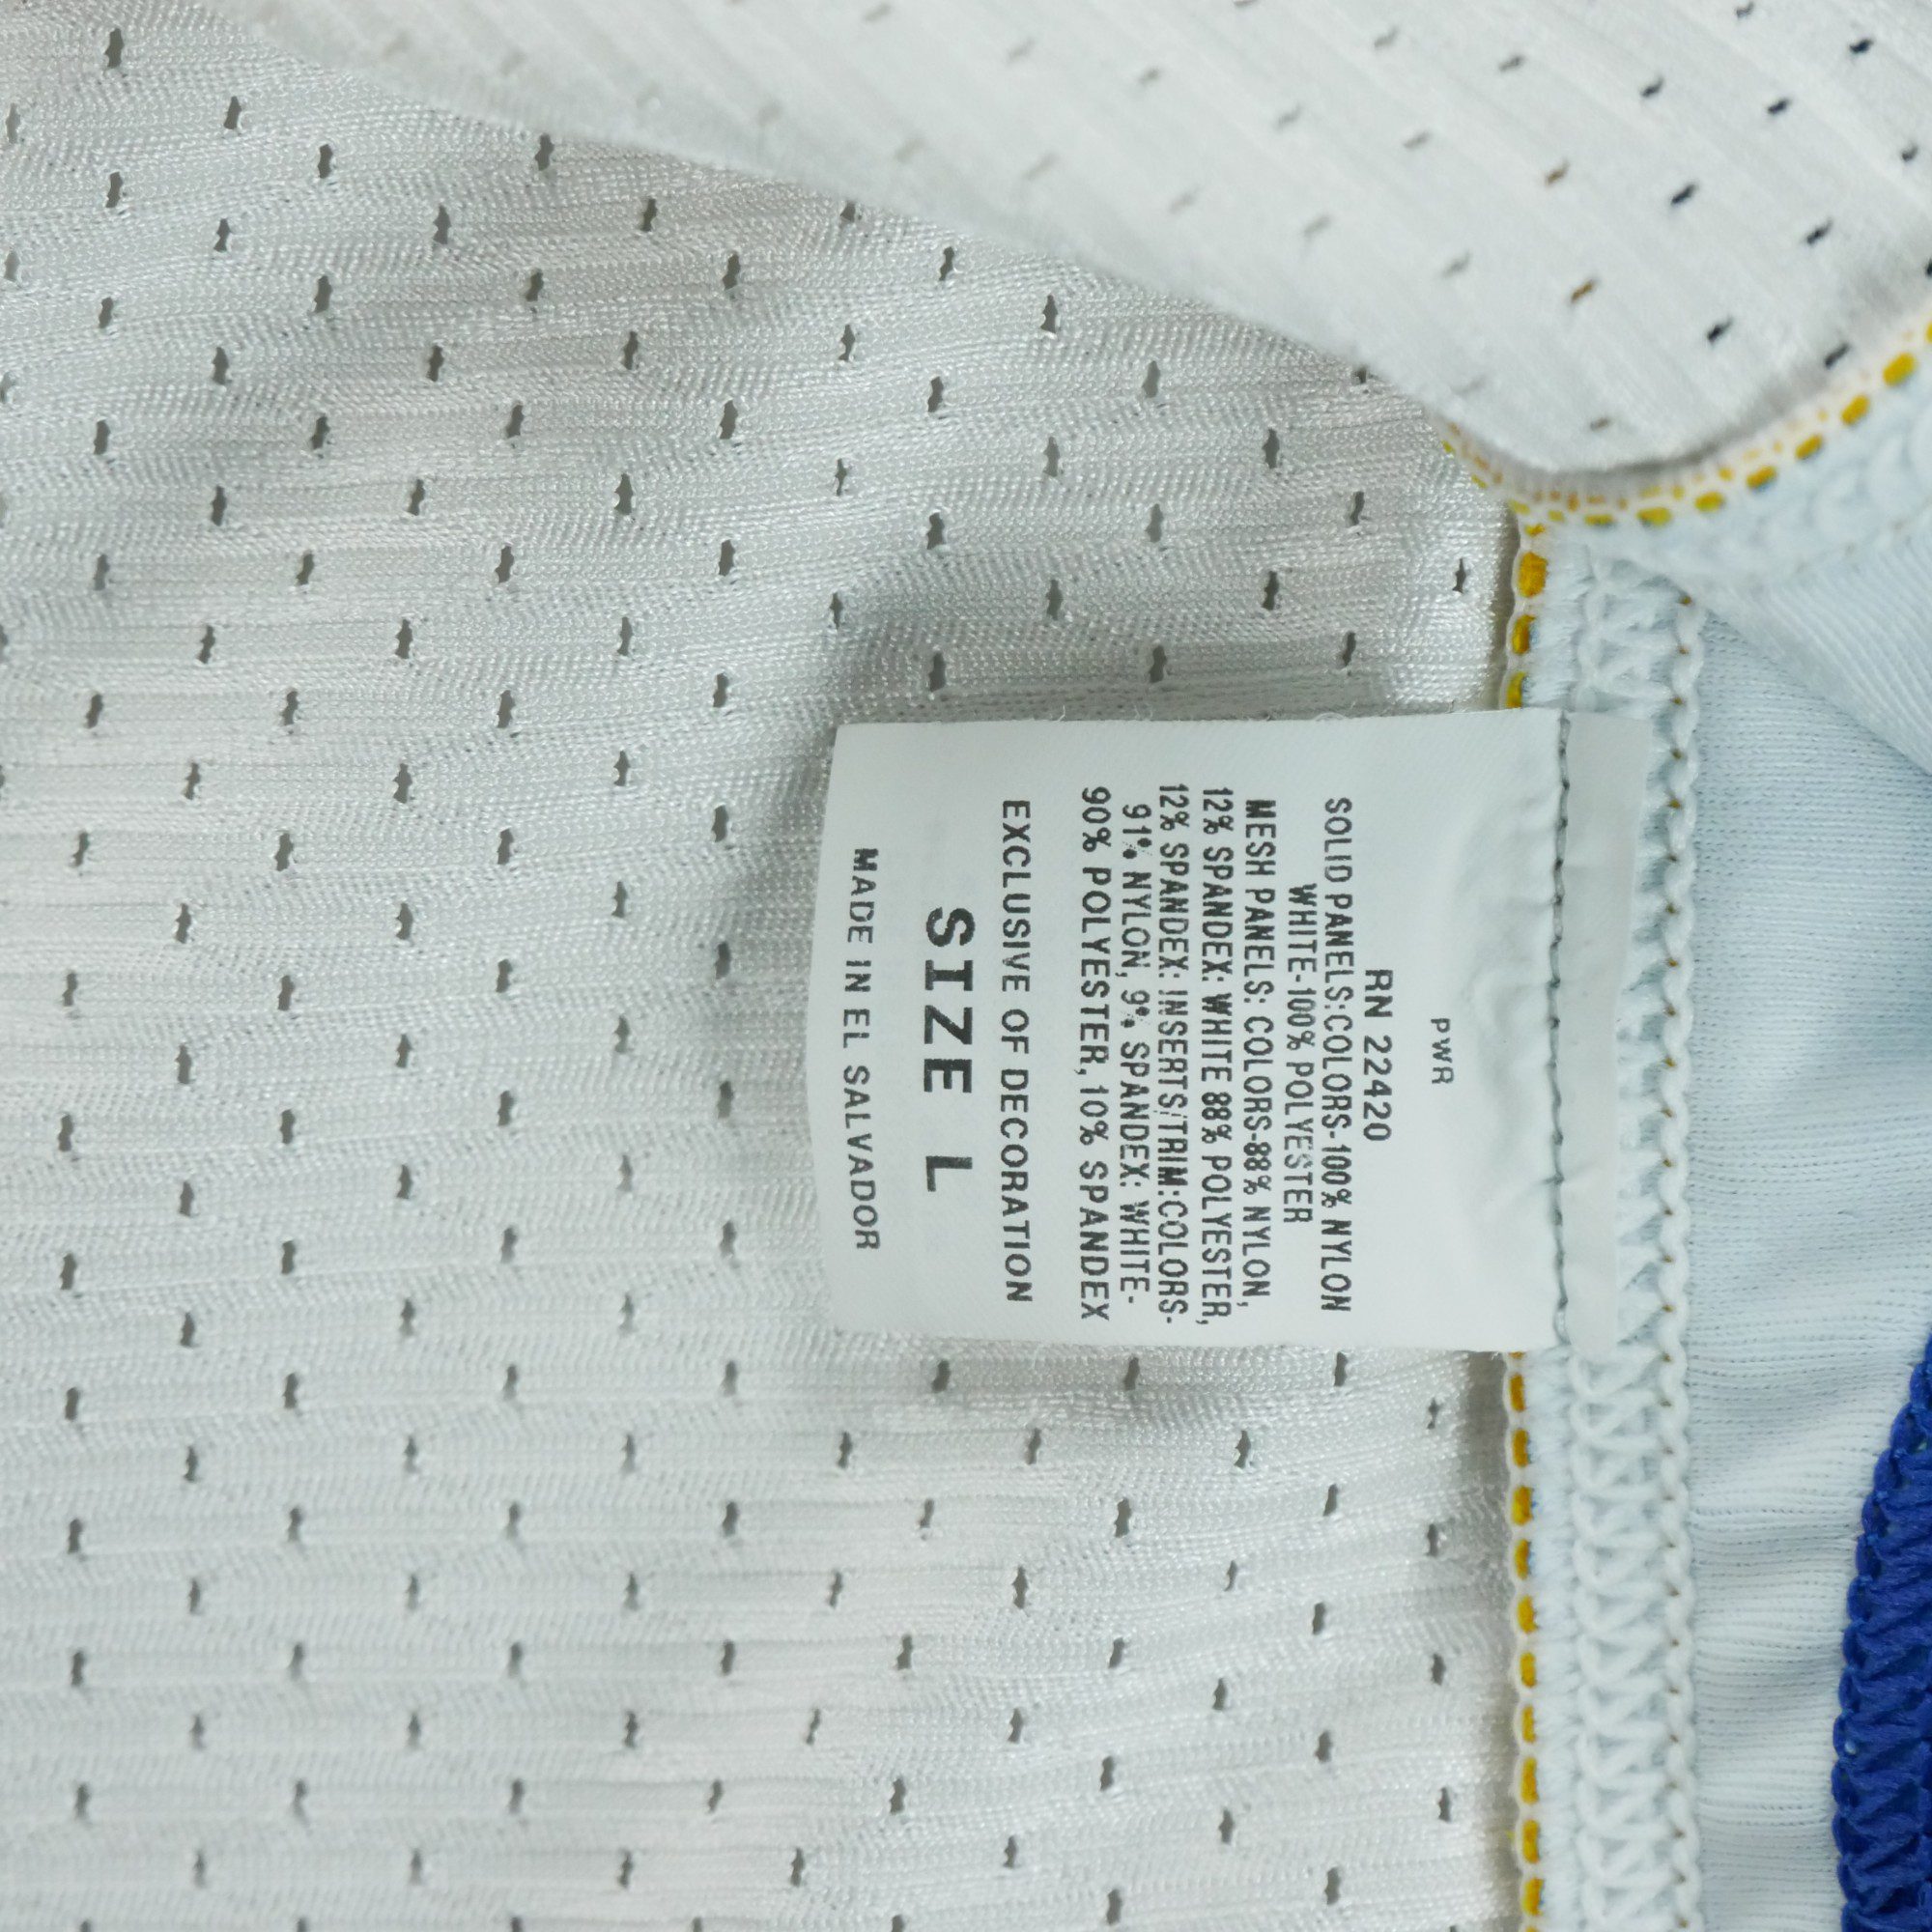 PWR
RN 22420
SOLID PANELS:COLORS-100% NYLON
WHITE-100% POLYESTER
MESH PANELS: COLORS-88% NYLON,
12% SPANDEX: WHITE 88% POLYESTER,
12% SPANDEX: INSERTS/TRIM:COLORS-
91% NYLON, 9% SPANDEX: WHITE-
90% POLYESTER,10% SPANDEX
EXCLUSIVE OF DECORATION
SIZE L
MADE IN EL SALVADOR